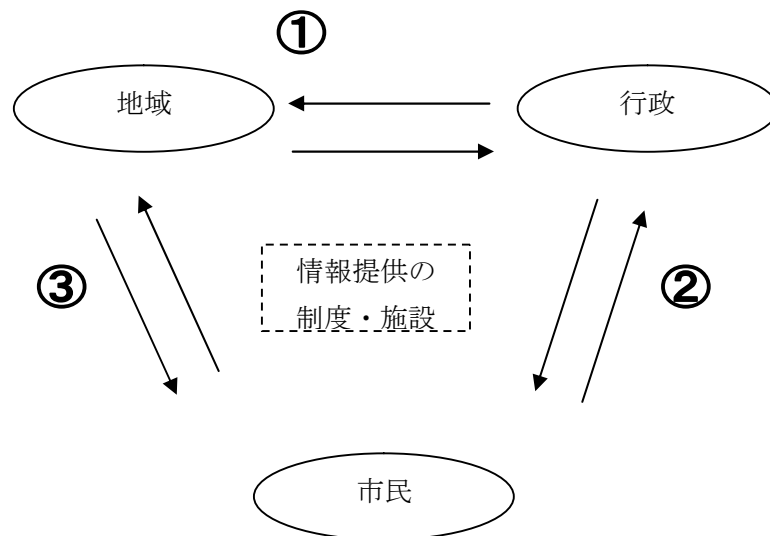 ①
地域
行政
情報提供の
制度・施設
③
②
市民